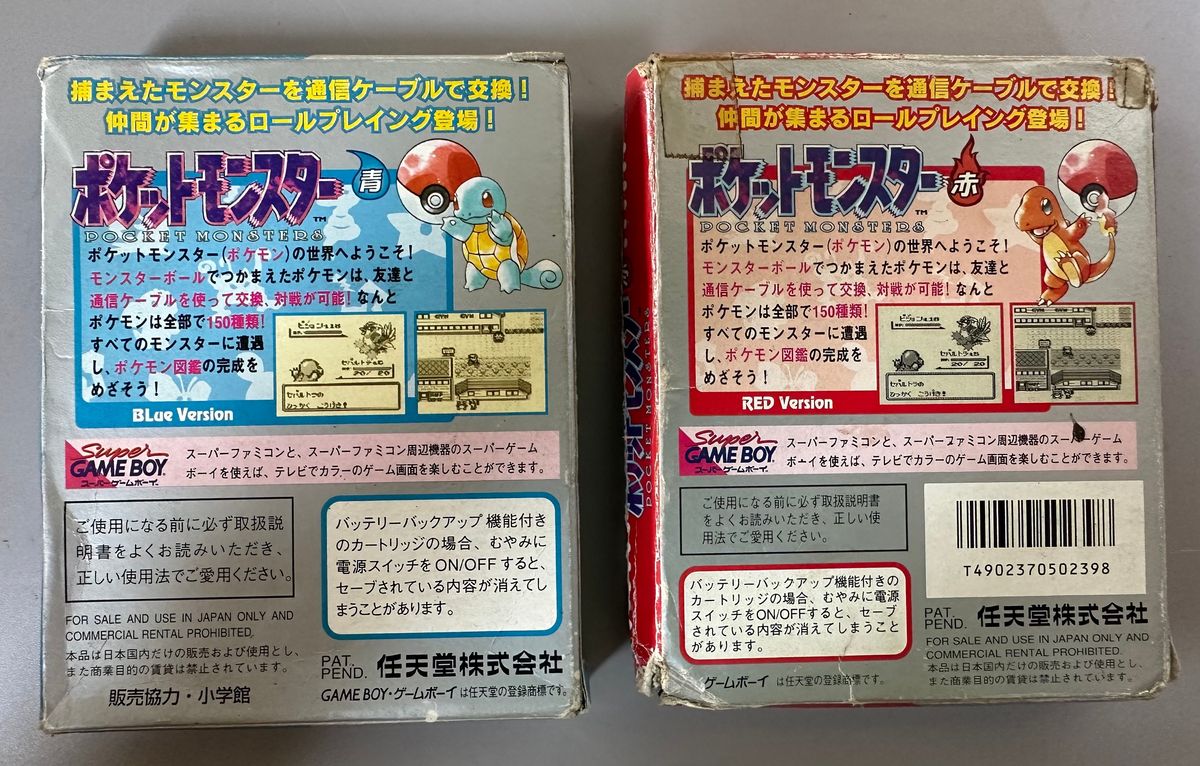 捕まえたモンスターを通信ケーブルで交換！
仲間が集まるロールプレイング登場！
ポケットモンスター 青
TM
POCKET MONSTERS
ポケットモンスター(ポケモン)の世界へようこそ！
モンスターボールでつかまえたポケモンは、友達と
通信ケーブルを使って交換、対戦が可能！なんと
ポケモンは全部で150種類！
すべてのモンスターに遭遇
し、ポケモン図鑑の完成を
めざそう！
20/20
BLue Version
Super
GAME BOY
スーパーゲームボーイ
スーパーファミコンと、スーパーファミコン周辺機器のスーパーゲーム
ボーイを使えば、テレビでカラーのゲーム画面を楽しむことができます。
ご使用になる前に必ず取扱説
明書をよくお読みいただき、
正しい使用法でご愛用ください。
バッテリーバックアップ機能付き
のカートリッジの場合、むやみに
電源スイッチをON/OFFすると、
セーブされている内容が消えてし
まうことがあります。
FOR SALE AND USE IN JAPAN ONLY AND
COMMERCIAL RENTAL PROHIBITED.
本品は日本国内だけの販売および使用とし、
また商業目的の賃貸は禁止されています。
販売協力・小学館
PAT.
PEND.
任天堂株式会社
GAME BOY・ゲームボーイは任天堂の登録商標です。
捕まえたモンスターを通信ケーブルで交換！
仲間が集まるロールプレイング登場！
ポケットモンスター 赤
TM
POCKET MONSTERS
ポケットモンスター(ポケモン)の世界へようこそ！
モンスターボールでつかまえたポケモンは、友達と
通信ケーブルを使って交換、対戦が可能！なんと
ポケモンは全部で150種類！
すべてのモンスターに遭遇
し、ポケモン図鑑の完成を
めざそう！
20/20
RED Version
Super
GAME BOY
スーパーゲームボーイ
スーパーファミコンと、スーパーファミコン周辺機器のスーパーゲーム
ボーイを使えば、テレビでカラーのゲーム画面を楽しむことができます。
ご使用になる前に必ず取扱説明書
をよくお読みいただき、正しい使
用法でご愛用ください。
T4902370502398
バッテリーバックアップ機能付きの
カートリッジの場合、むやみに電源
スイッチをON/OFFすると、セーブ
されている内容が消えてしまうこと
があります。
PAT.
PEND.
任天堂株式会社
FOR SALE AND USE IN JAPAN ONLY AND
COMMERCIAL RENTAL PROHIBITED.
本品は日本国内だけの販売および使用とし、
また商業目的の賃貸は禁止されています。
ゲームボーイ は任天堂の登録商標です。
POCKET MONSTERS